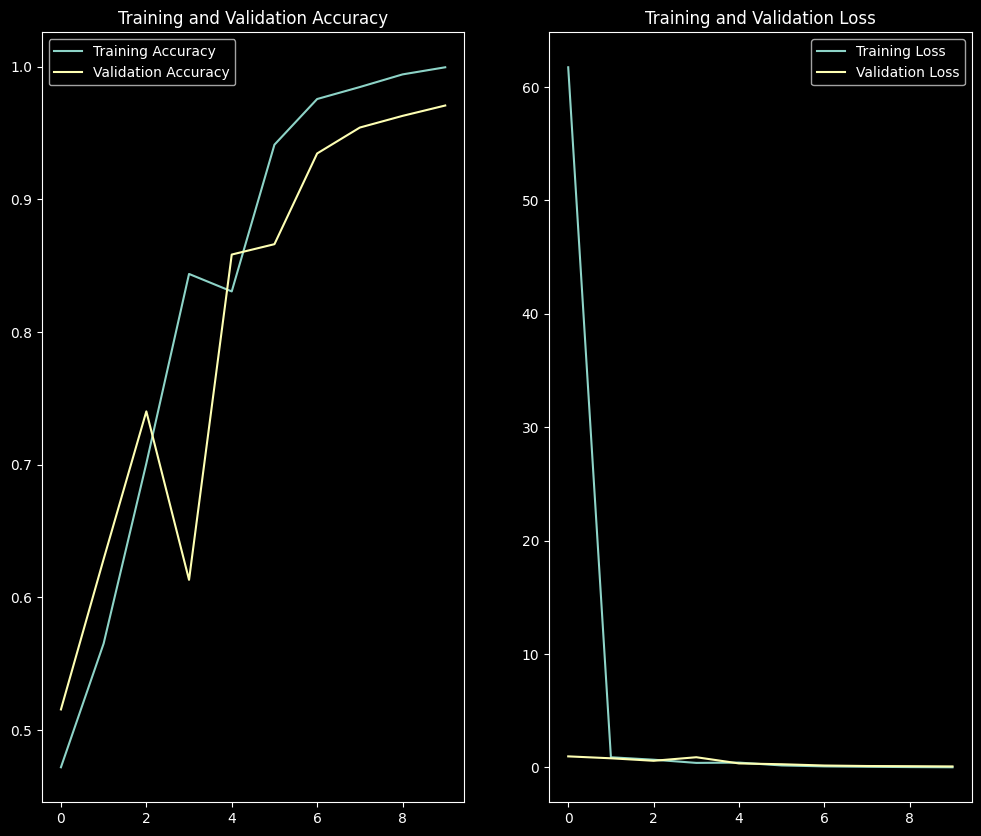 Training and Validation Accuracy
Training Accuracy
Validation Accuracy
1.0
0.9
0.8
0.7
0.6
0.5
0 2 4 6 8
Training and Validation Loss
Training Loss
Validation Loss
60
50
40
30
20
10
0
0 2 4 6 8